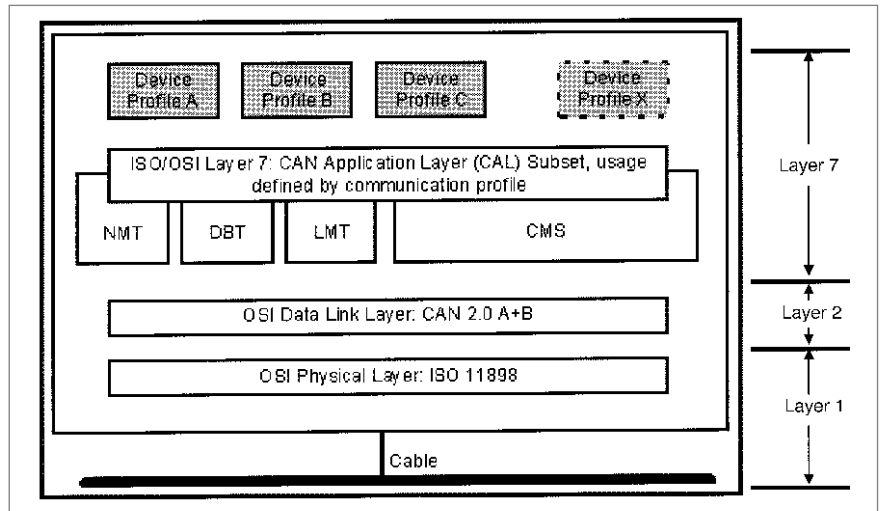 Device
Profile A
Device
Profile B
Device
Profile C
Device
Profile X
ISO/OSI Layer 7: CAN Application Layer (CAL) Subset, usage
defined by communication profile
NMT
DBT
LMT
CMS
OSI Data Link Layer: CAN 2.0 A+B
OSI Physical Layer: ISO 11898
Cable
Layer 7
Layer 2
Layer 1